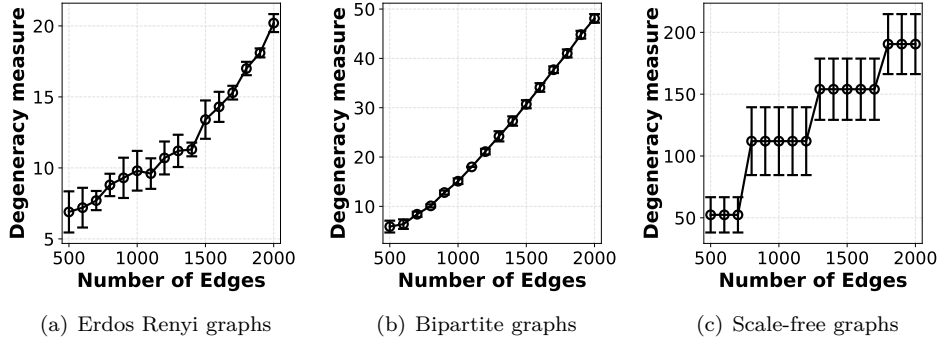 Degeneracy measure
20
15
10
5
500 1000 1500 2000
Number of Edges
(a) Erdos Renyi graphs
Degeneracy measure
50
40
30
20
10
500 1000 1500 2000
Number of Edges
(b) Bipartite graphs
Degeneracy measure
200
150
100
50
500 1000 1500 2000
Number of Edges
(c) Scale-free graphs